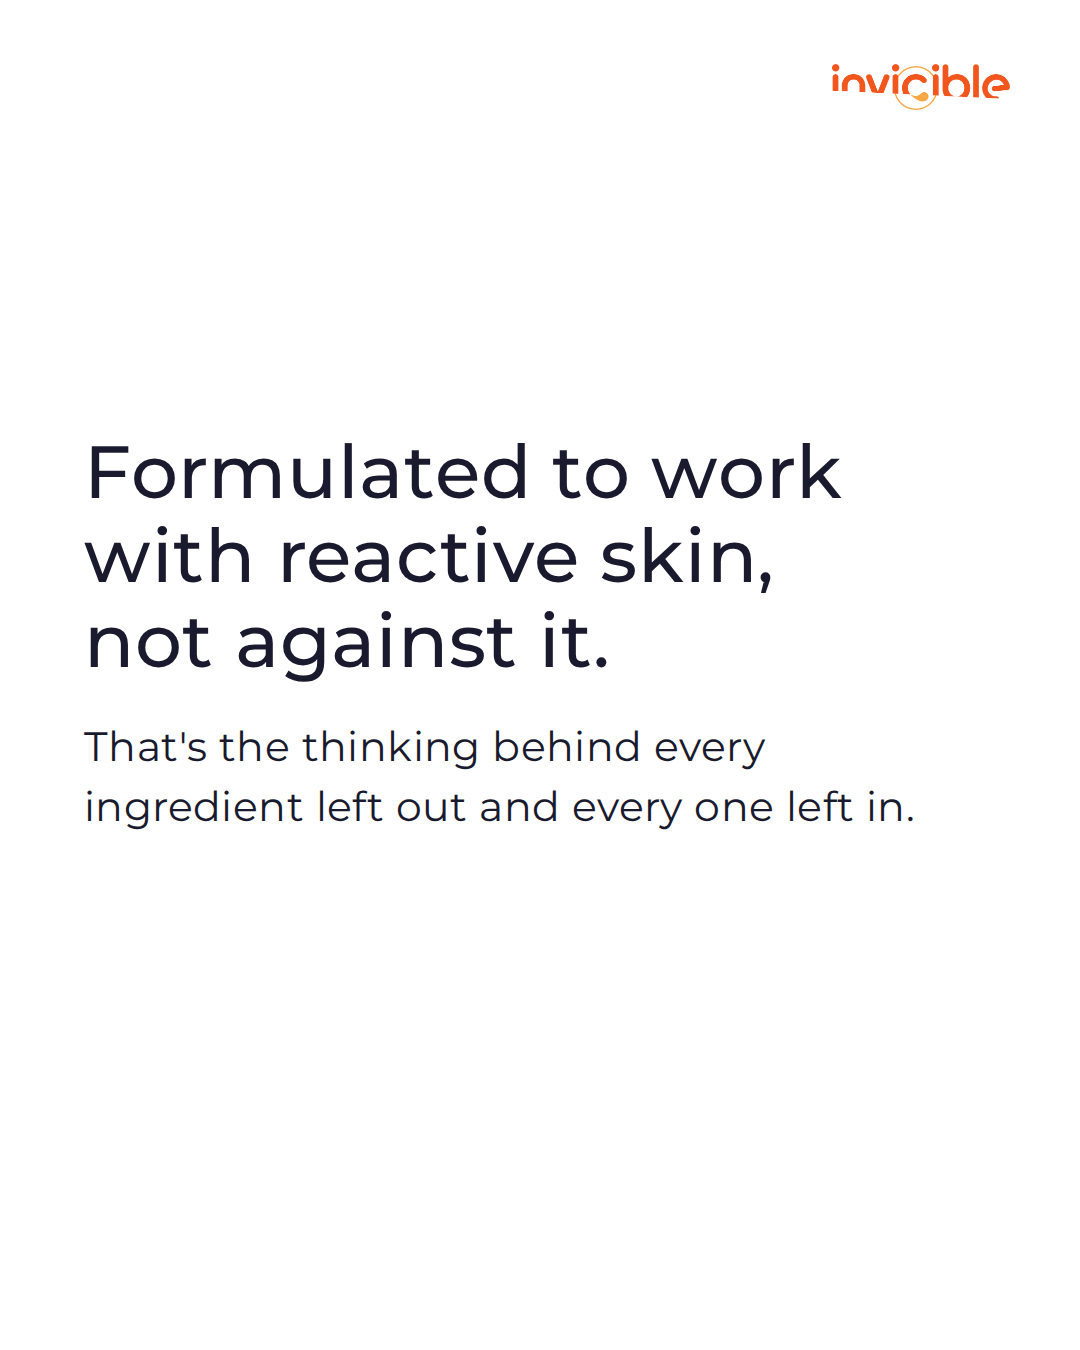 invicible
Formulated to work
with reactive skin,
not against it.
That's the thinking behind every
ingredient left out and every one left in.